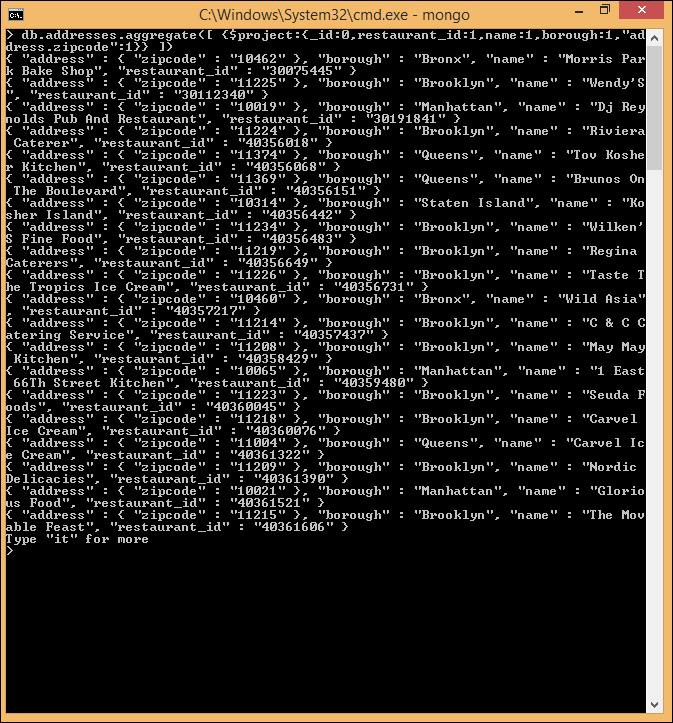 C:\Windows\System32\cmd.exe - mongo
> db.addresses.aggregate([ {$project:{_id:0,restaurant_id:1,name:1,borough:1,"ad
dress.zipcode":1}} ])
{ "address" : { "zipcode" : "10462" }, "borough" : "Bronx", "name" : "Morris Par
k Bake Shop", "restaurant_id" : "30075445" }
{ "address" : { "zipcode" : "11225" }, "borough" : "Brooklyn", "name" : "Wendy'S
", "restaurant_id" : "30112340" }
{ "address" : { "zipcode" : "10019" }, "borough" : "Manhattan", "name" : "Dj Rey
nolds Pub And Restaurant", "restaurant_id" : "30191841" }
{ "address" : { "zipcode" : "11224" }, "borough" : "Brooklyn", "name" : "Riviera
 Caterer", "restaurant_id" : "40356018" }
{ "address" : { "zipcode" : "11374" }, "borough" : "Queens", "name" : "Tov Koshe
r Kitchen", "restaurant_id" : "40356068" }
{ "address" : { "zipcode" : "11369" }, "borough" : "Queens", "name" : "Brunos On
 The Boulevard", "restaurant_id" : "40356151" }
{ "address" : { "zipcode" : "10314" }, "borough" : "Staten Island", "name" : "Ko
sher Island", "restaurant_id" : "40356442" }
{ "address" : { "zipcode" : "11234" }, "borough" : "Brooklyn", "name" : "Wilken'
S Fine Food", "restaurant_id" : "40356483" }
{ "address" : { "zipcode" : "11219" }, "borough" : "Brooklyn", "name" : "Regina
Caterers", "restaurant_id" : "40356649" }
{ "address" : { "zipcode" : "11226" }, "borough" : "Brooklyn", "name" : "Taste T
he Tropics Ice Cream", "restaurant_id" : "40356731" }
{ "address" : { "zipcode" : "10460" }, "borough" : "Bronx", "name" : "Wild Asia"
, "restaurant_id" : "40357217" }
{ "address" : { "zipcode" : "11214" }, "borough" : "Brooklyn", "name" : "C & C C
atering Service", "restaurant_id" : "40357437" }
{ "address" : { "zipcode" : "11208" }, "borough" : "Brooklyn", "name" : "May May
 Kitchen", "restaurant_id" : "40358429" }
{ "address" : { "zipcode" : "10065" }, "borough" : "Manhattan", "name" : "1 East
 66Th Street Kitchen", "restaurant_id" : "40359480" }
{ "address" : { "zipcode" : "11223" }, "borough" : "Brooklyn", "name" : "Seuda F
oods", "restaurant_id" : "40360045" }
{ "address" : { "zipcode" : "11218" }, "borough" : "Brooklyn", "name" : "Carvel
Ice Cream", "restaurant_id" : "40360076" }
{ "address" : { "zipcode" : "11004" }, "borough" : "Queens", "name" : "Carvel Ic
e Cream", "restaurant_id" : "40361322" }
{ "address" : { "zipcode" : "11209" }, "borough" : "Brooklyn", "name" : "Nordic
Delicacies", "restaurant_id" : "40361390" }
{ "address" : { "zipcode" : "10021" }, "borough" : "Manhattan", "name" : "Glorio
us Food", "restaurant_id" : "40361521" }
{ "address" : { "zipcode" : "11215" }, "borough" : "Brooklyn", "name" : "The Mov
able Feast", "restaurant_id" : "40361606" }
Type "it" for more
>